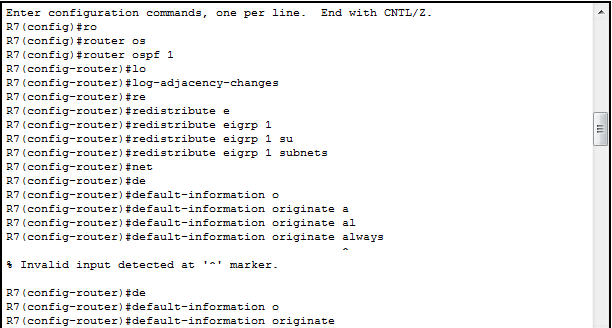 Enter configuration commands, one per line.  End with CNTL/Z.
R7(config)#ro
R7(config)#router os
R7(config)#router ospf 1
R7(config-router)#lo
R7(config-router)#log-adjacency-changes
R7(config-router)#re
R7(config-router)#redistribute e
R7(config-router)#redistribute eigrp 1
R7(config-router)#redistribute eigrp 1 su
R7(config-router)#redistribute eigrp 1 subnets
R7(config-router)#net
R7(config-router)#de
R7(config-router)#default-information o
R7(config-router)#default-information originate a
R7(config-router)#default-information originate al
R7(config-router)#default-information originate always
^
% Invalid input detected at '^' marker.
R7(config-router)#de
R7(config-router)#default-information o
R7(config-router)#default-information originate